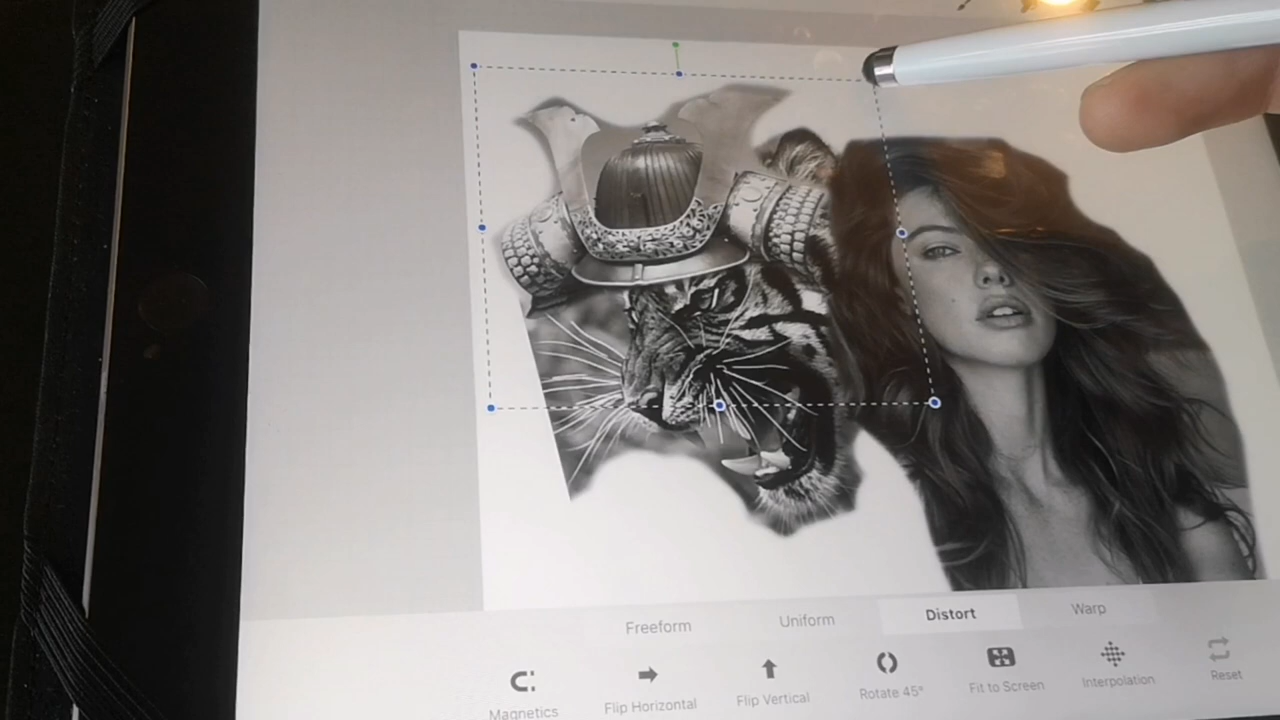 Freeform
Uniform
Distort
Warp
Magnetics
Flip Horizontal
Flip Vertical
Rotate 45°
Fit to Screen
Interpolation
Reset